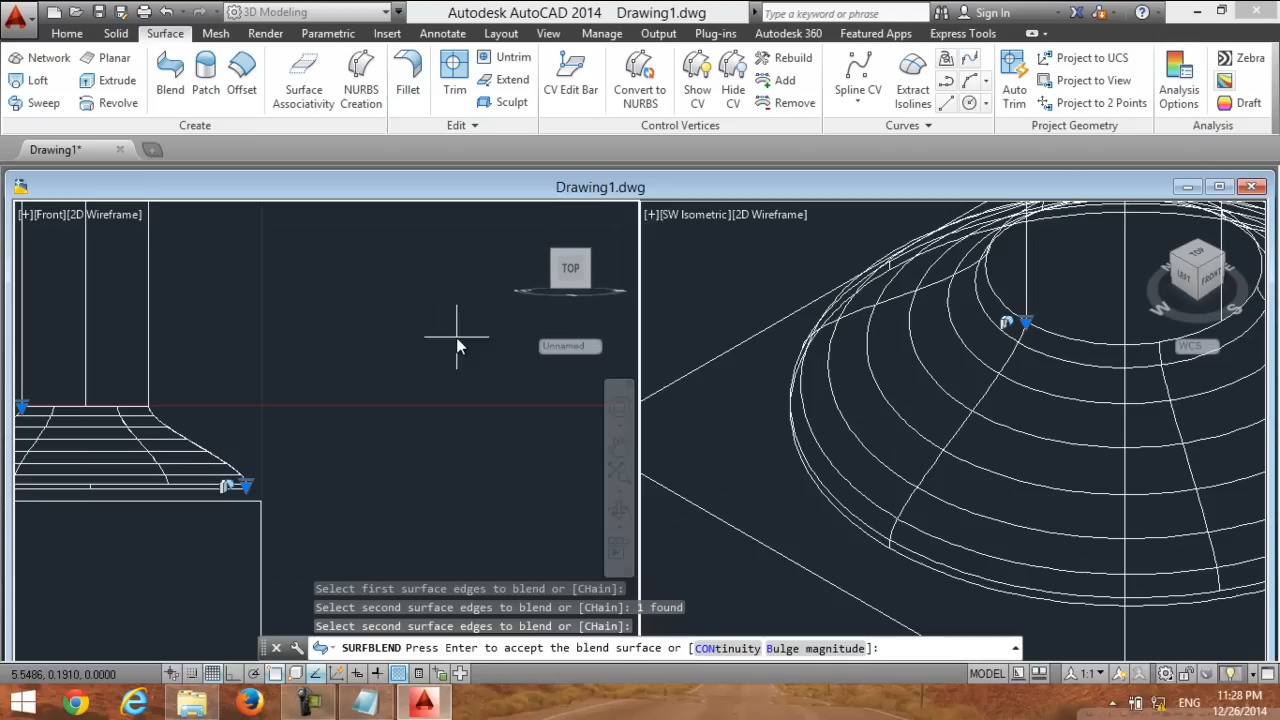 3D Modeling
Autodesk AutoCAD 2014 Drawing1.dwg
Type a keyword or phrase
Sign In
Home Solid Surface Mesh Render Parametric Insert Annotate Layout View Manage Output Plug-ins Autodesk 360 Featured Apps Express Tools
Network Planar
Loft Extrude
Sweep Revolve
Blend Patch Offset
Surface Associativity
NURBS Creation
Create
Fillet
Trim
Untrim
Extend
Sculpt
Edit
CV Edit Bar
Convert to NURBS
Show CV
Hide CV
Rebuild
Add
Remove
Control Vertices
Spline CV
Extract Isolines
Curves
Auto Trim
Project to UCS
Project to View
Project to 2 Points
Project Geometry
Analysis Options
Zebra
Draft
Analysis
Drawing1*
Drawing1.dwg
[+][Front][2D Wireframe]
TOP
Unnamed
[+][SW Isometric][2D Wireframe]
TOP
LEFT
FRONT
N
E
W
S
WCS
Select first surface edges to blend or [CHain]:
Select second surface edges to blend or [CHain]: 1 found
Select second surface edges to blend or [CHain]:
SURFBLEND Press Enter to accept the blend surface or [CONtinuity Bulge magnitude]:
5.5486, 0.1910, 0.0000
MODEL
1:1
ENG
11:28 PM
12/26/2014